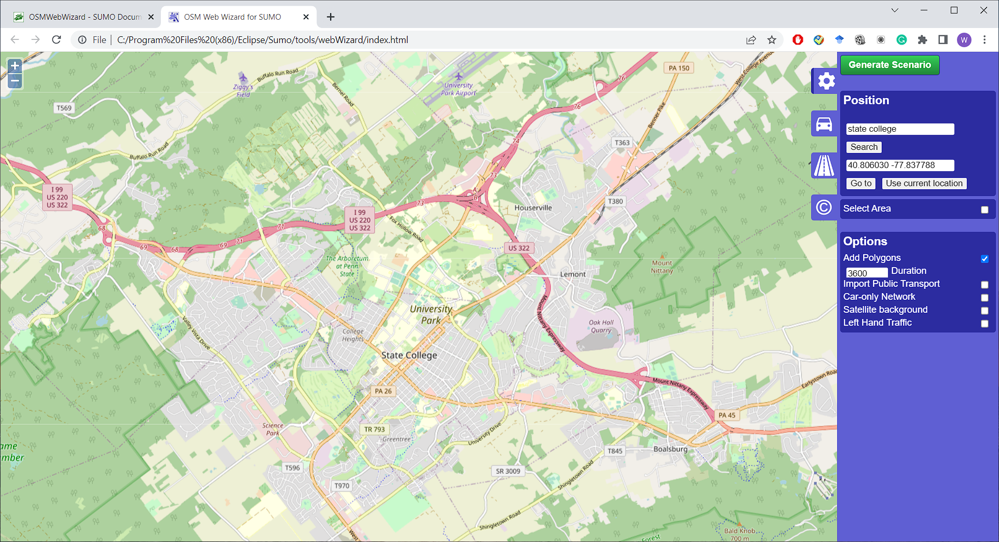 OSMWebWizard - SUMO Docum
OSM Web Wizard for SUMO
File
C:/Program%20Files%20(x86)/Eclipse/Sumo/tools/webWizard/index.html
W
+
−
Generate Scenario
Position
state college
Search
40.806030 -77.837788
Go to
Use current location
Select Area
Options
Add Polygons
3600
Duration
Import Public Transport
Car-only Network
Satellite background
Left Hand Traffic
©
PA 150
West College Avenue
Buffalo Run Road
Ziggy's
Field
Bernel Road
University
Park Airport
76
76
T569
Benner Pike
74
T363
Buffalo Run Road
73
I 99
US 220
US 322
A
B
73
T380
Houserville
I 99
US 220
US 322
Fox Hollow Road
68
71
71
69
68
69
US 322
The Arboretum
at Penn
State
Mount
Nittany
Lemont
University
Park
Mount Nittany Expressway
Valley Vista Drive
College
Heights
Oak Hall
Quarry
State College
Mount Nittany Expressway
Earlystown Road
PA 26
PA 45
Science
Park
TR 793
Greentree
University Drive
Boalsburg
T845
ame
mber
T596
SR 3009
Shingletown Road
T970
Shingletown Road
West
Bald Knob
700 m
Forest